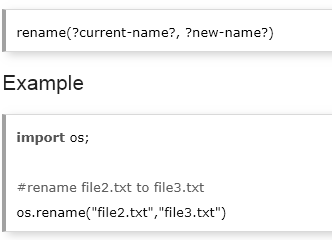 rename(?current-name?, ?new-name?)
Example
import os;
#rename file2.txt to file3.txt
os.rename("file2.txt","file3.txt")